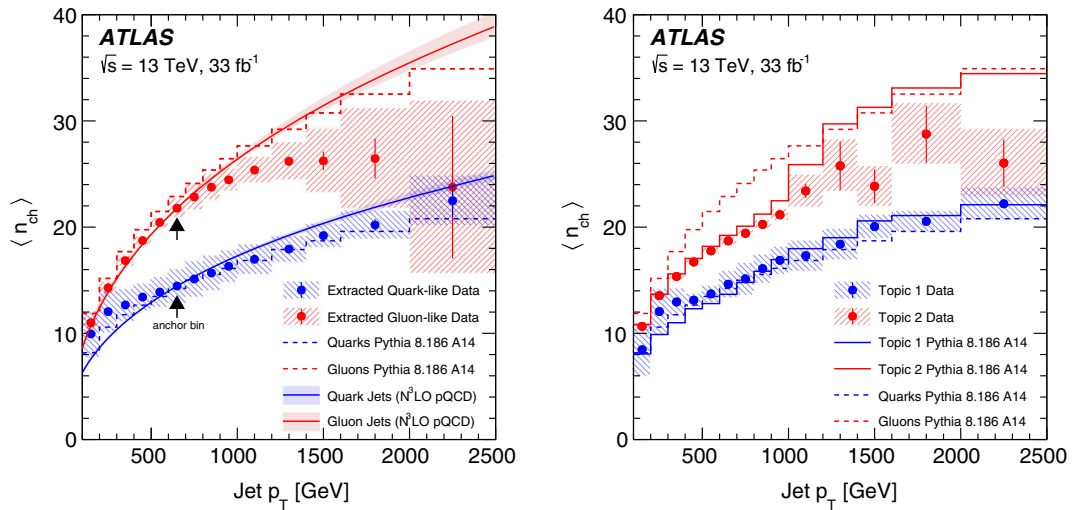 ATLAS
√s = 13 TeV, 33 fb⁻¹
⟨ n_ch ⟩
40
30
20
10
0
anchor bin
Extracted Quark-like Data
Extracted Gluon-like Data
Quarks Pythia 8.186 A14
Gluons Pythia 8.186 A14
Quark Jets (N³LO pQCD)
Gluon Jets (N³LO pQCD)
500 1000 1500 2000 2500
Jet p_T [GeV]
ATLAS
√s = 13 TeV, 33 fb⁻¹
⟨ n_ch ⟩
40
30
20
10
0
Topic 1 Data
Topic 2 Data
Topic 1 Pythia 8.186 A14
Topic 2 Pythia 8.186 A14
Quarks Pythia 8.186 A14
Gluons Pythia 8.186 A14
500 1000 1500 2000 2500
Jet p_T [GeV]